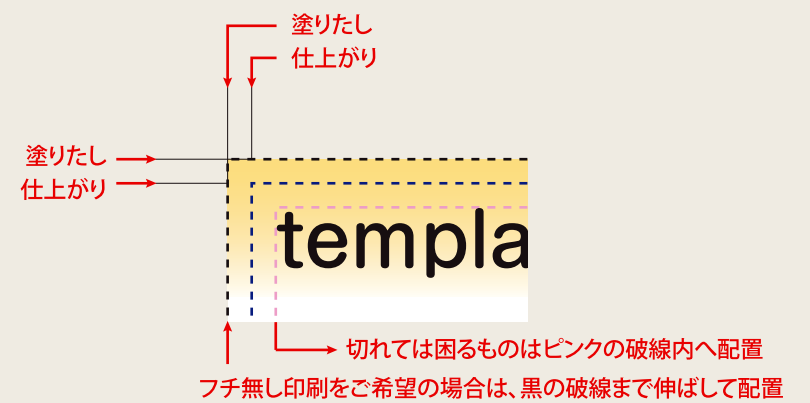 塗りたし
仕上がり
塗りたし
仕上がり
templa
切れては困るものはピンクの破線内へ配置
フチ無し印刷をご希望の場合は、黒の破線まで伸ばして配置